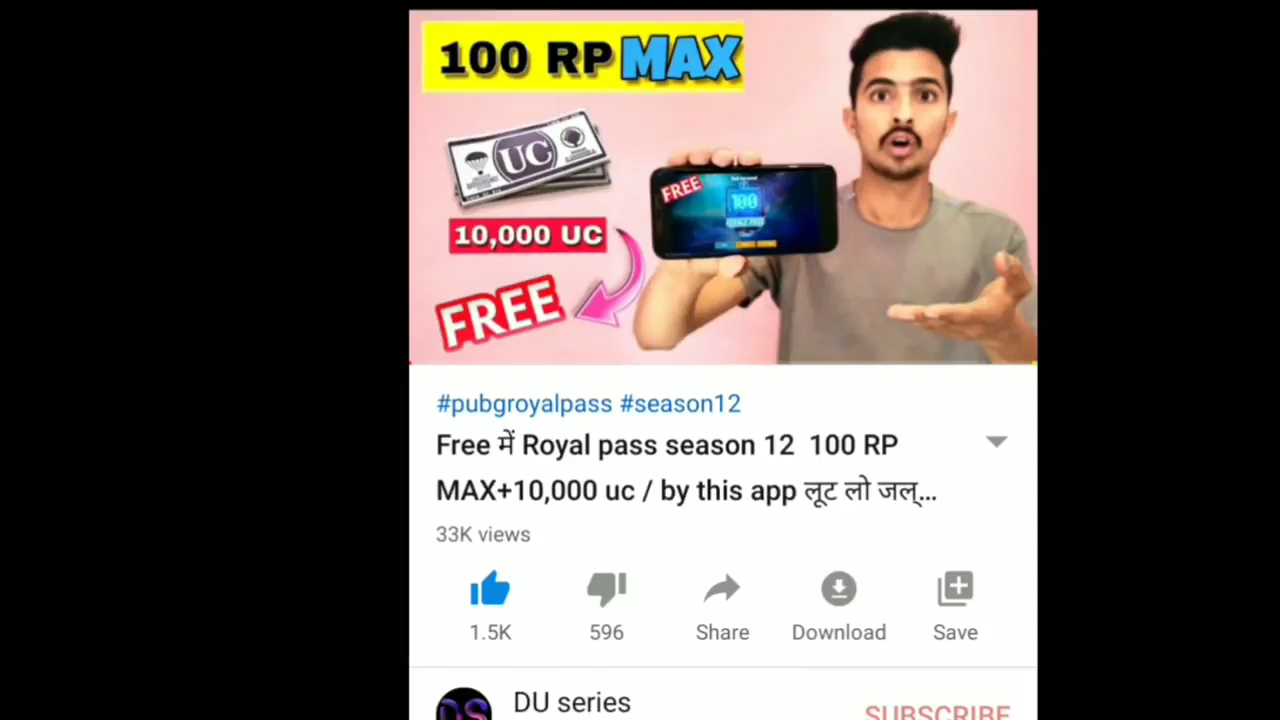 100 RP MAX
UC
10,000 UC
FREE
FREE
100
#pubgroyalpass #season12
Free में Royal pass season 12 100 RP
MAX+10,000 uc / by this app लूट लो जल्...
33K views
1.5K
596
Share
Download
Save
DS
DU series
SUBSCRIBE